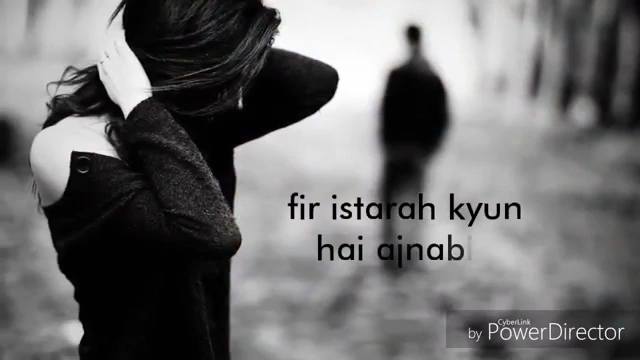 fir istarah kyun
hai ajnabi
CyberLink
by PowerDirector